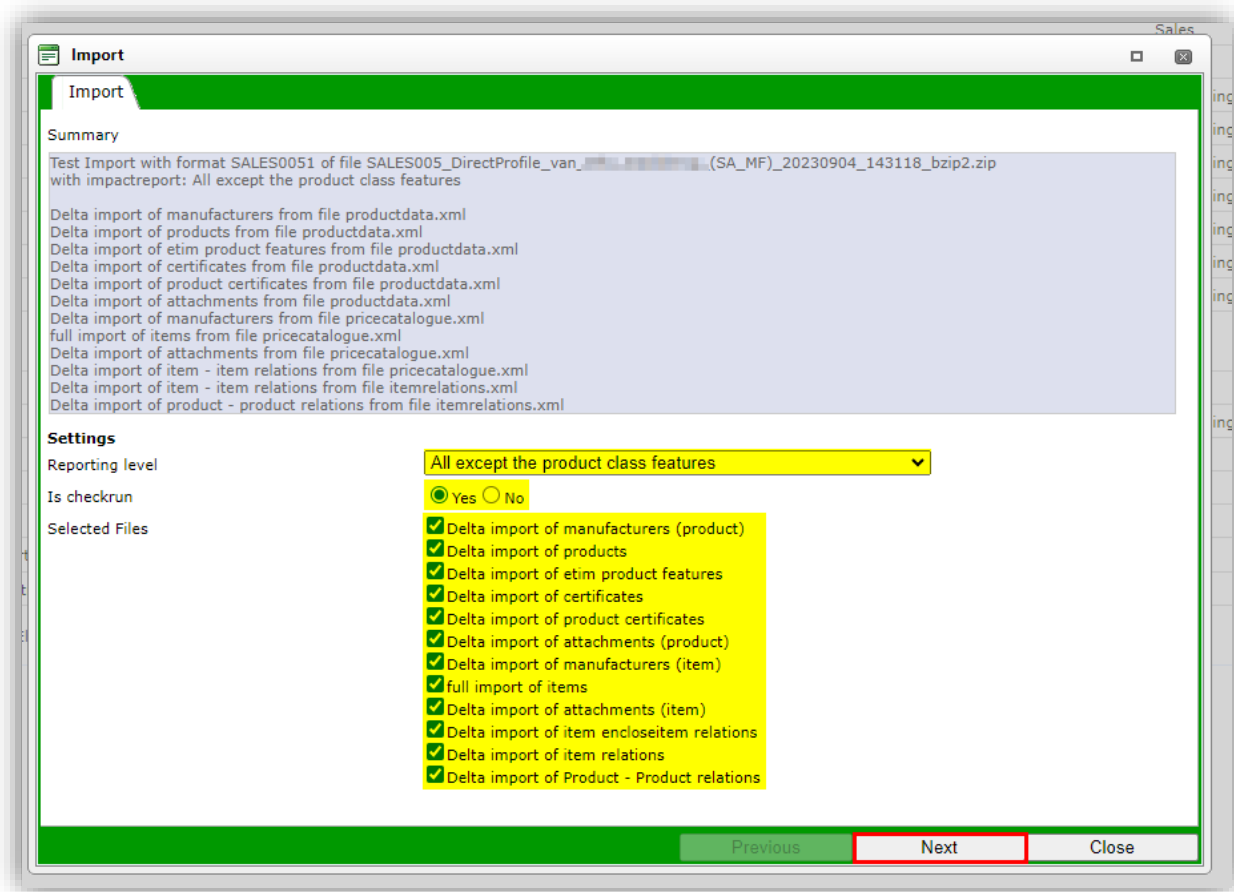 Sales
Import
Import
Summary
Test Import with format SALES0051 of file SALES005_DirectProfile_van_ _(SA_MF)_20230904_143118_bzip2.zip
with impactreport: All except the product class features
Delta import of manufacturers from file productdata.xml
Delta import of products from file productdata.xml
Delta import of etim product features from file productdata.xml
Delta import of certificates from file productdata.xml
Delta import of product certificates from file productdata.xml
Delta import of attachments from file productdata.xml
Delta import of manufacturers from file pricecatalogue.xml
full import of items from file pricecatalogue.xml
Delta import of attachments from file pricecatalogue.xml
Delta import of item - item relations from file pricecatalogue.xml
Delta import of item - item relations from file itemrelations.xml
Delta import of product - product relations from file itemrelations.xml
Settings
Reporting level All except the product class features
Is checkrun Yes No
Selected Files Delta import of manufacturers (product)
Delta import of products
Delta import of etim product features
Delta import of certificates
Delta import of product certificates
Delta import of attachments (product)
Delta import of manufacturers (item)
full import of items
Delta import of attachments (item)
Delta import of item encloseitem relations
Delta import of item relations
Delta import of Product - Product relations
Previous Next Close